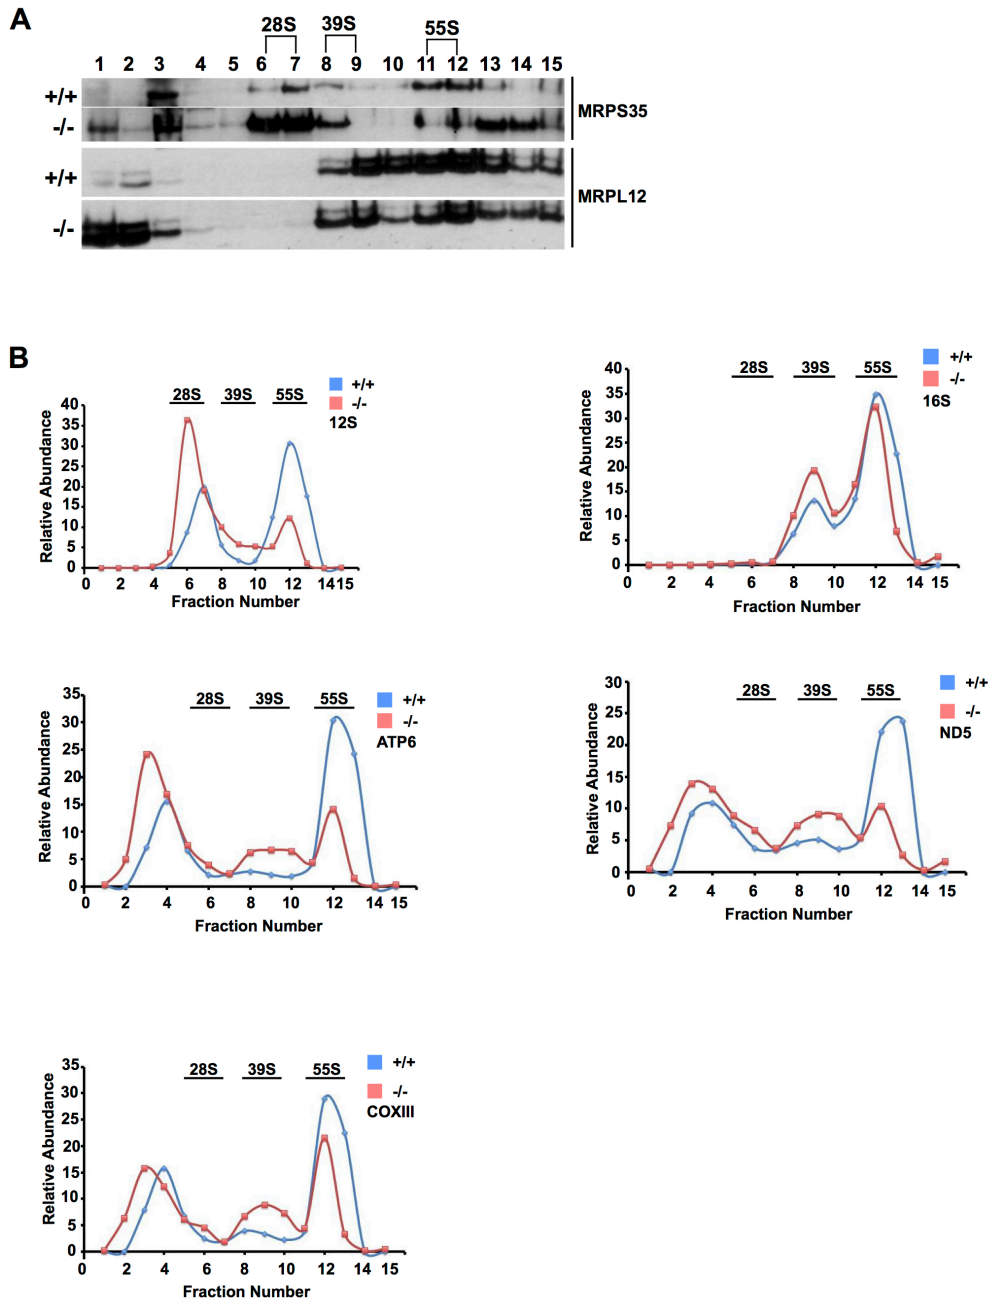 A
28S 39S 55S
1 2 3 4 5 6 7 8 9 10 11 12 13 14 15
+/+
-/-
MRPS35
+/+
-/-
MRPL12
B
28S 39S 55S
+/+
-/-
12S
Relative Abundance
40
35
30
25
20
15
10
5
0
0 2 4 6 8 10 12 14 15
Fraction Number
28S 39S 55S
+/+
-/-
16S
Relative Abundance
40
35
30
25
20
15
10
5
0
0 2 4 6 8 10 12 14 15
Fraction Number
28S 39S 55S
+/+
-/-
ATP6
Relative Abundance
35
30
25
20
15
10
5
0
0 2 4 6 8 10 12 14 15
Fraction Number
28S 39S 55S
+/+
-/-
ND5
Relative Abundance
30
25
20
15
10
5
0
0 2 4 6 8 10 12 14 15
Fraction Number
28S 39S 55S
+/+
-/-
COXIII
Relative Abundance
35
30
25
20
15
10
5
0
0 2 4 6 8 10 12 14 15
Fraction Number